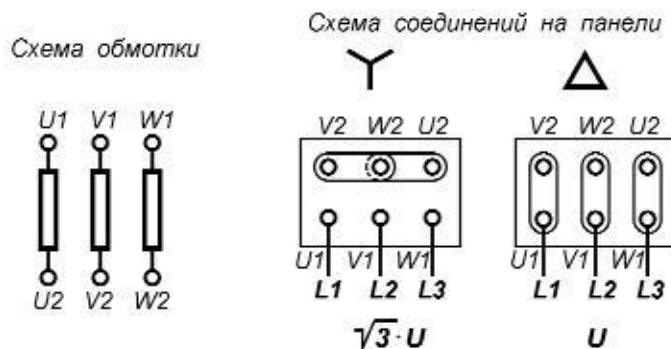 Схема соединений на панели
Схема обмотки
U1 V1 W1
U2 V2 W2
V2 W2 U2
U1 V1 W1
L1 L2 L3
√3·U
V2 W2 U2
U1 V1 W1
L1 L2 L3
U